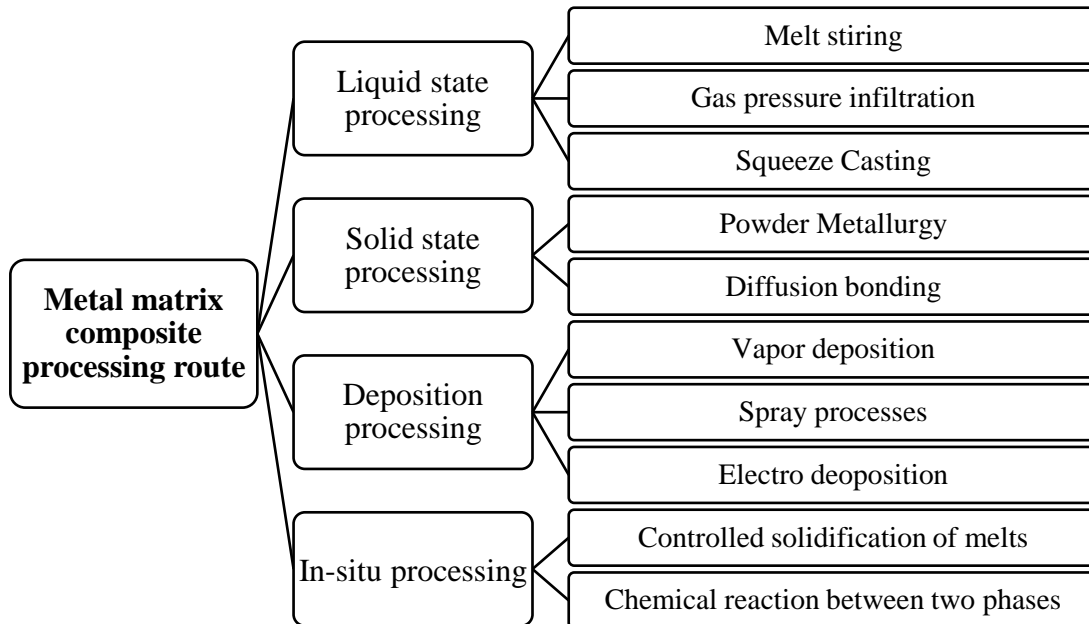 Metal matrix
composite
processing route
Liquid state
processing
Melt stiring
Gas pressure infiltration
Squeeze Casting
Solid state
processing
Powder Metallurgy
Diffusion bonding
Deposition
processing
Vapor deposition
Spray processes
Electro deoposition
In-situ processing
Controlled solidification of melts
Chemical reaction between two phases